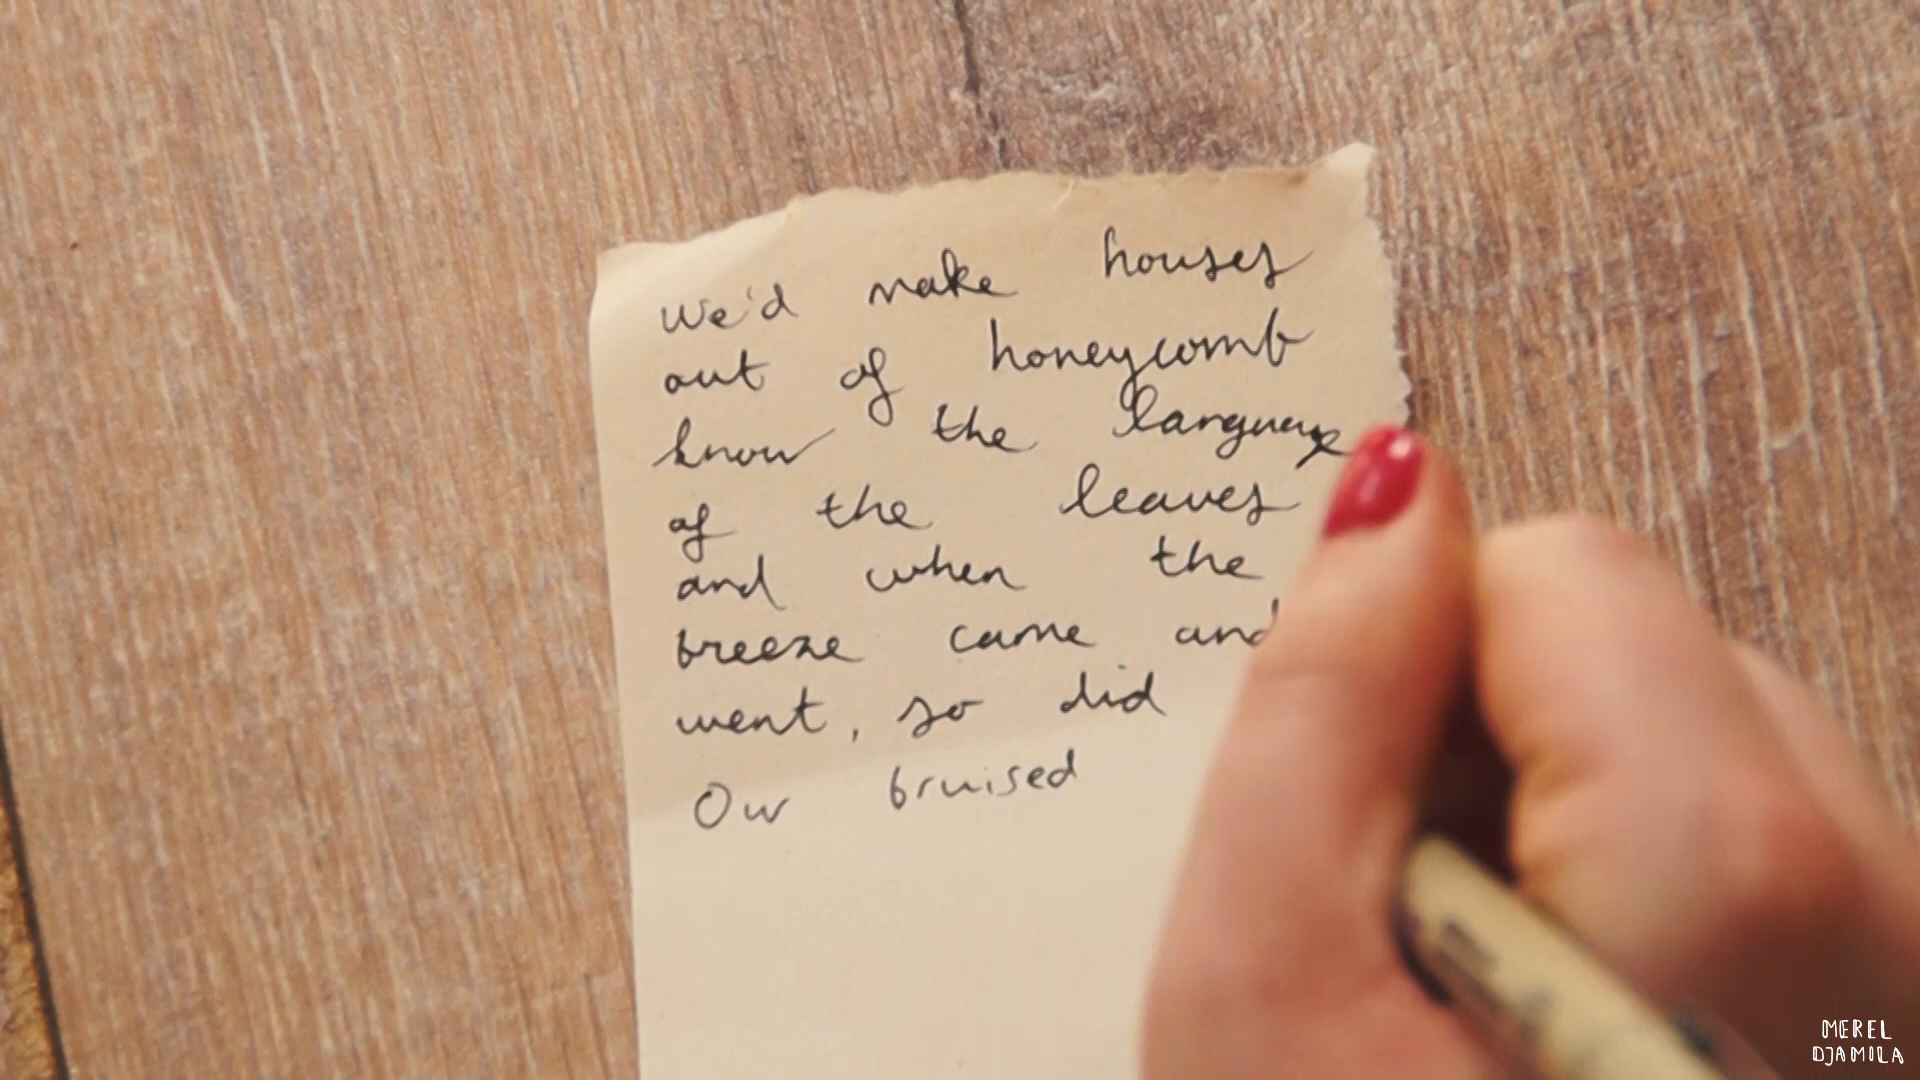 We'd make houses
out of honeycomb
know the language
of the leaves
and when the
breeze came and
went, so did
Our bruised
MEREL
DJAMILA